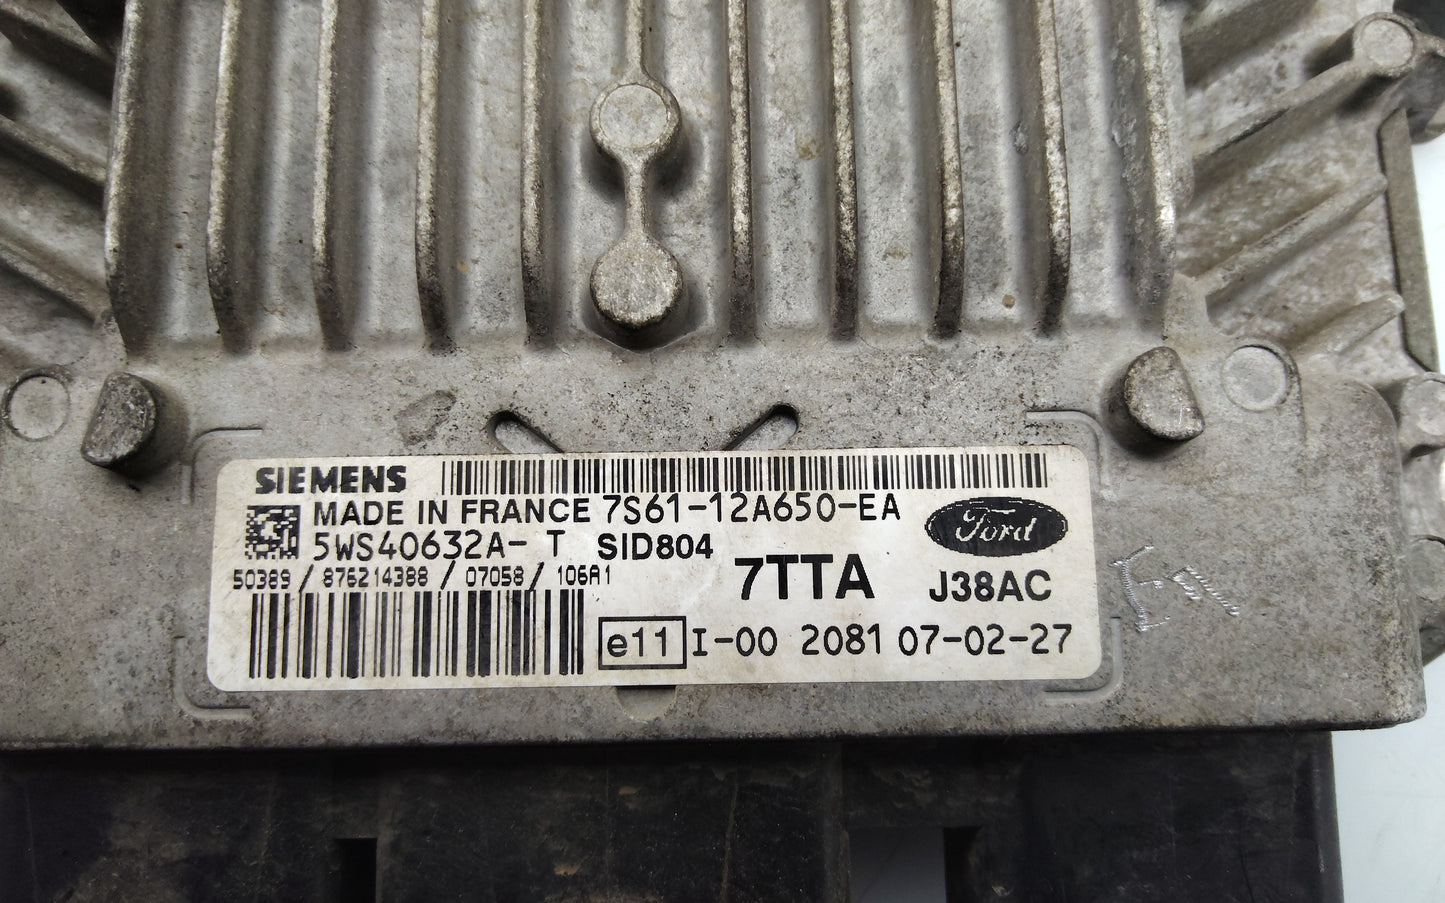 SIEMENS
MADE IN FRANCE 7S61-12A650-EA
Ford
5WS40632A- T SID804
7TTA J38AC
50389 / 876214388 / 07058 / 106A1
e11 I-00 2081 07-02-27